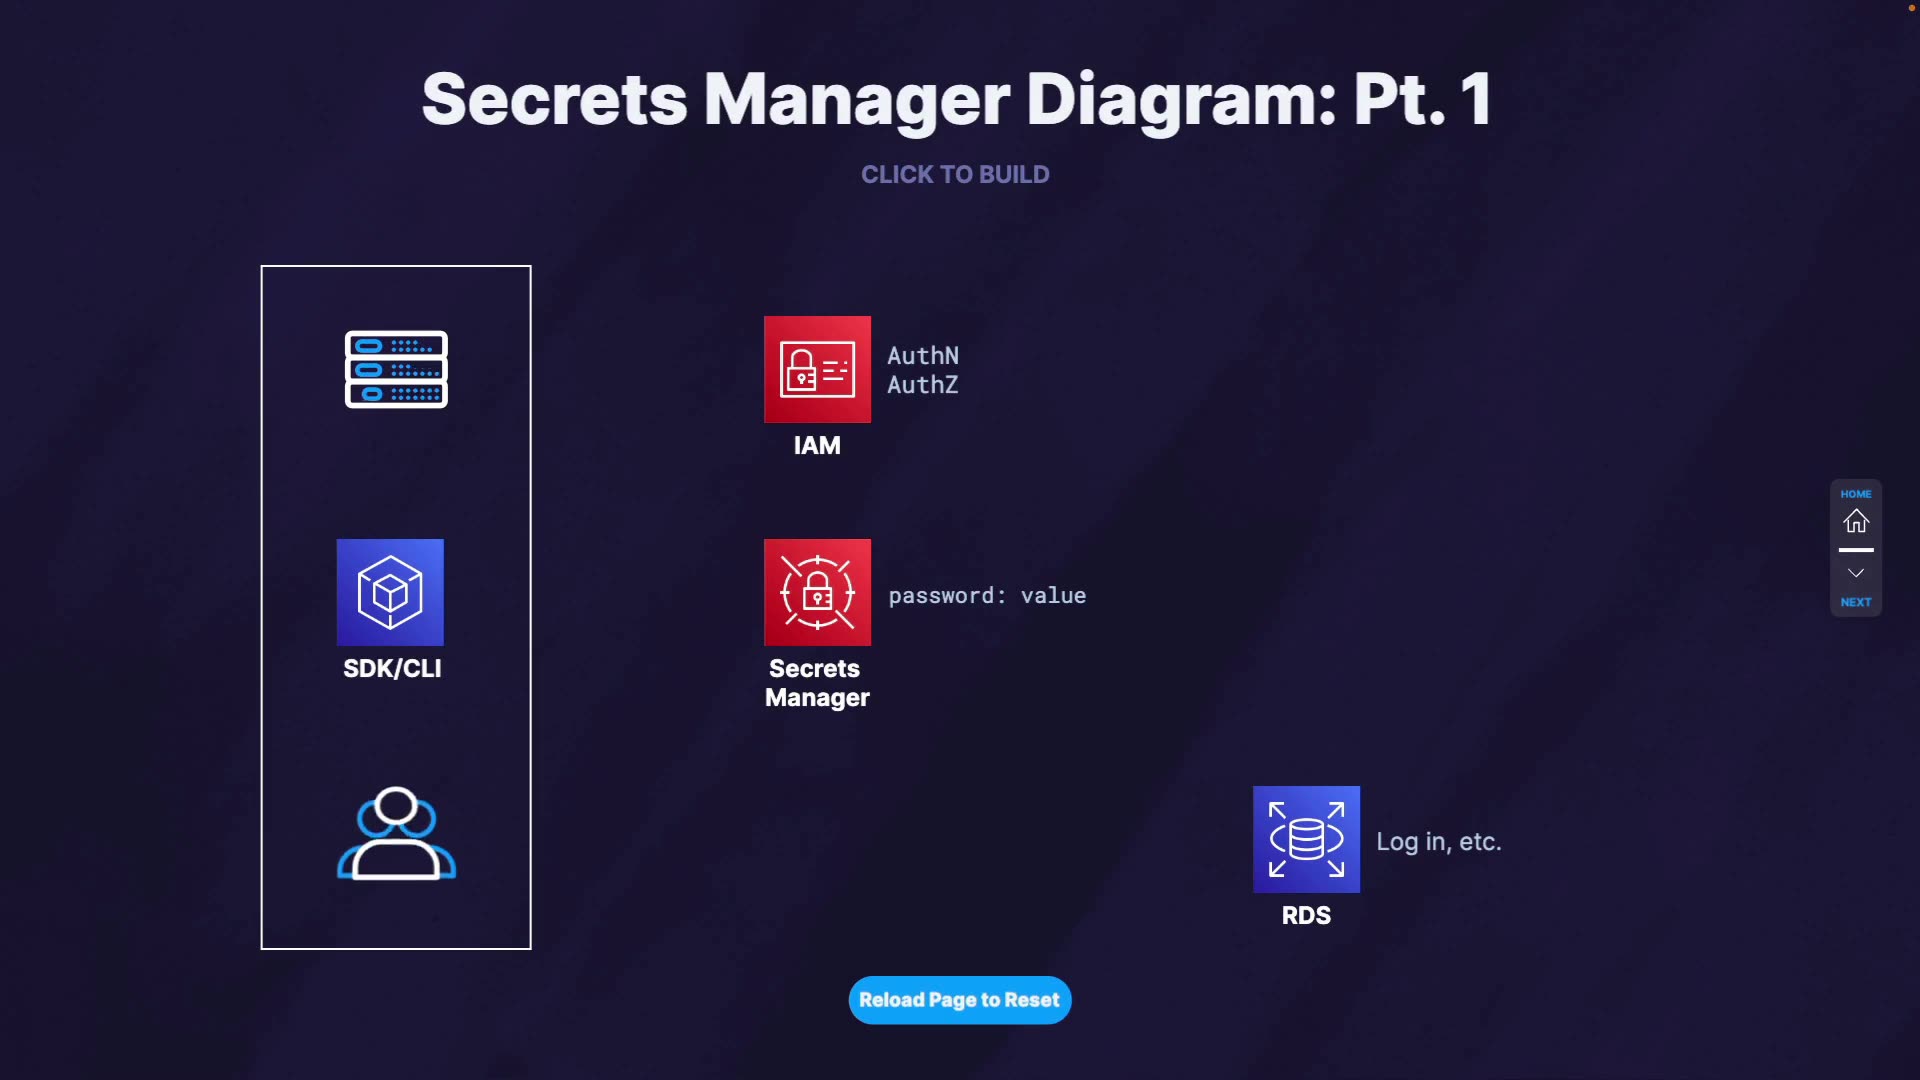 Secrets Manager Diagram: Pt. 1
CLICK TO BUILD
AuthN
AuthZ
IAM
SDK/CLI
password: value
Secrets
Manager
Log in, etc.
RDS
HOME
NEXT
Reload Page to Reset